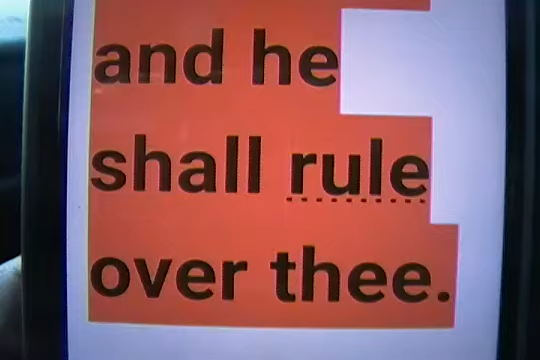 and he
shall rule
over thee.